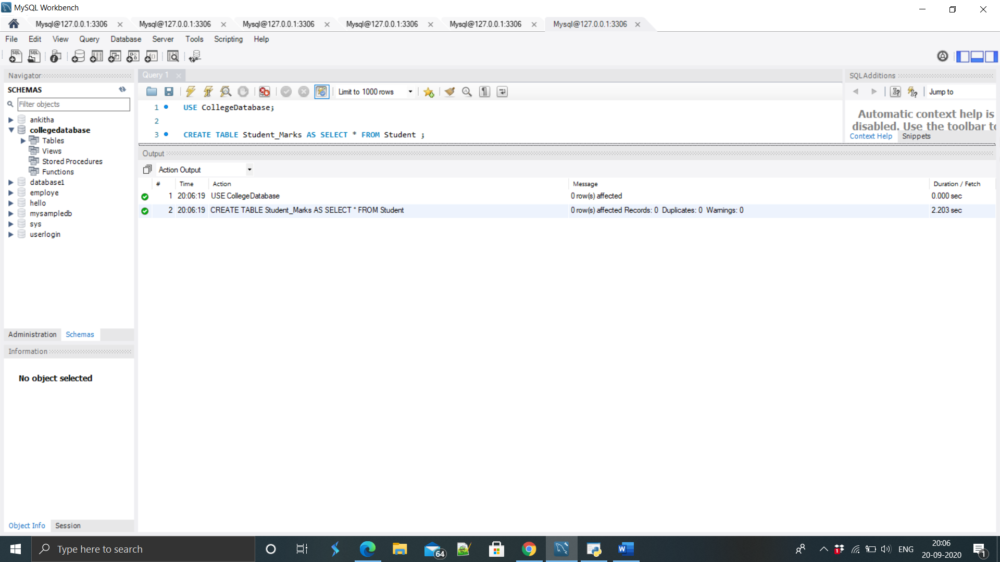 MySQL Workbench
Mysql@127.0.0.1:3306 Mysql@127.0.0.1:3306 Mysql@127.0.0.1:3306 Mysql@127.0.0.1:3306 Mysql@127.0.0.1:3306 Mysql@127.0.0.1:3306
File Edit View Query Database Server Tools Scripting Help
Navigator
SCHEMAS
Filter objects
ankitha
collegedatabase
Tables
Views
Stored Procedures
Functions
database1
employe
hello
mysampledb
sys
userlogin
Administration Schemas
Information
No object selected
Object Info Session
Query 1
Limit to 1000 rows
1 USE CollegeDatabase;
2
3 CREATE TABLE Student_Marks AS SELECT * FROM Student ;
SQLAdditions
Jump to
Automatic context help is
disabled. Use the toolbar to
Context Help Snippets
Output
Action Output
# Time Action Message Duration / Fetch
1 20:06:19 USE CollegeDatabase 0 row(s) affected 0.000 sec
2 20:06:19 CREATE TABLE Student_Marks AS SELECT * FROM Student 0 row(s) affected Records: 0 Duplicates: 0 Warnings: 0 2.203 sec
Type here to search
64
W
1
ENG
20:06
20-09-2020
1